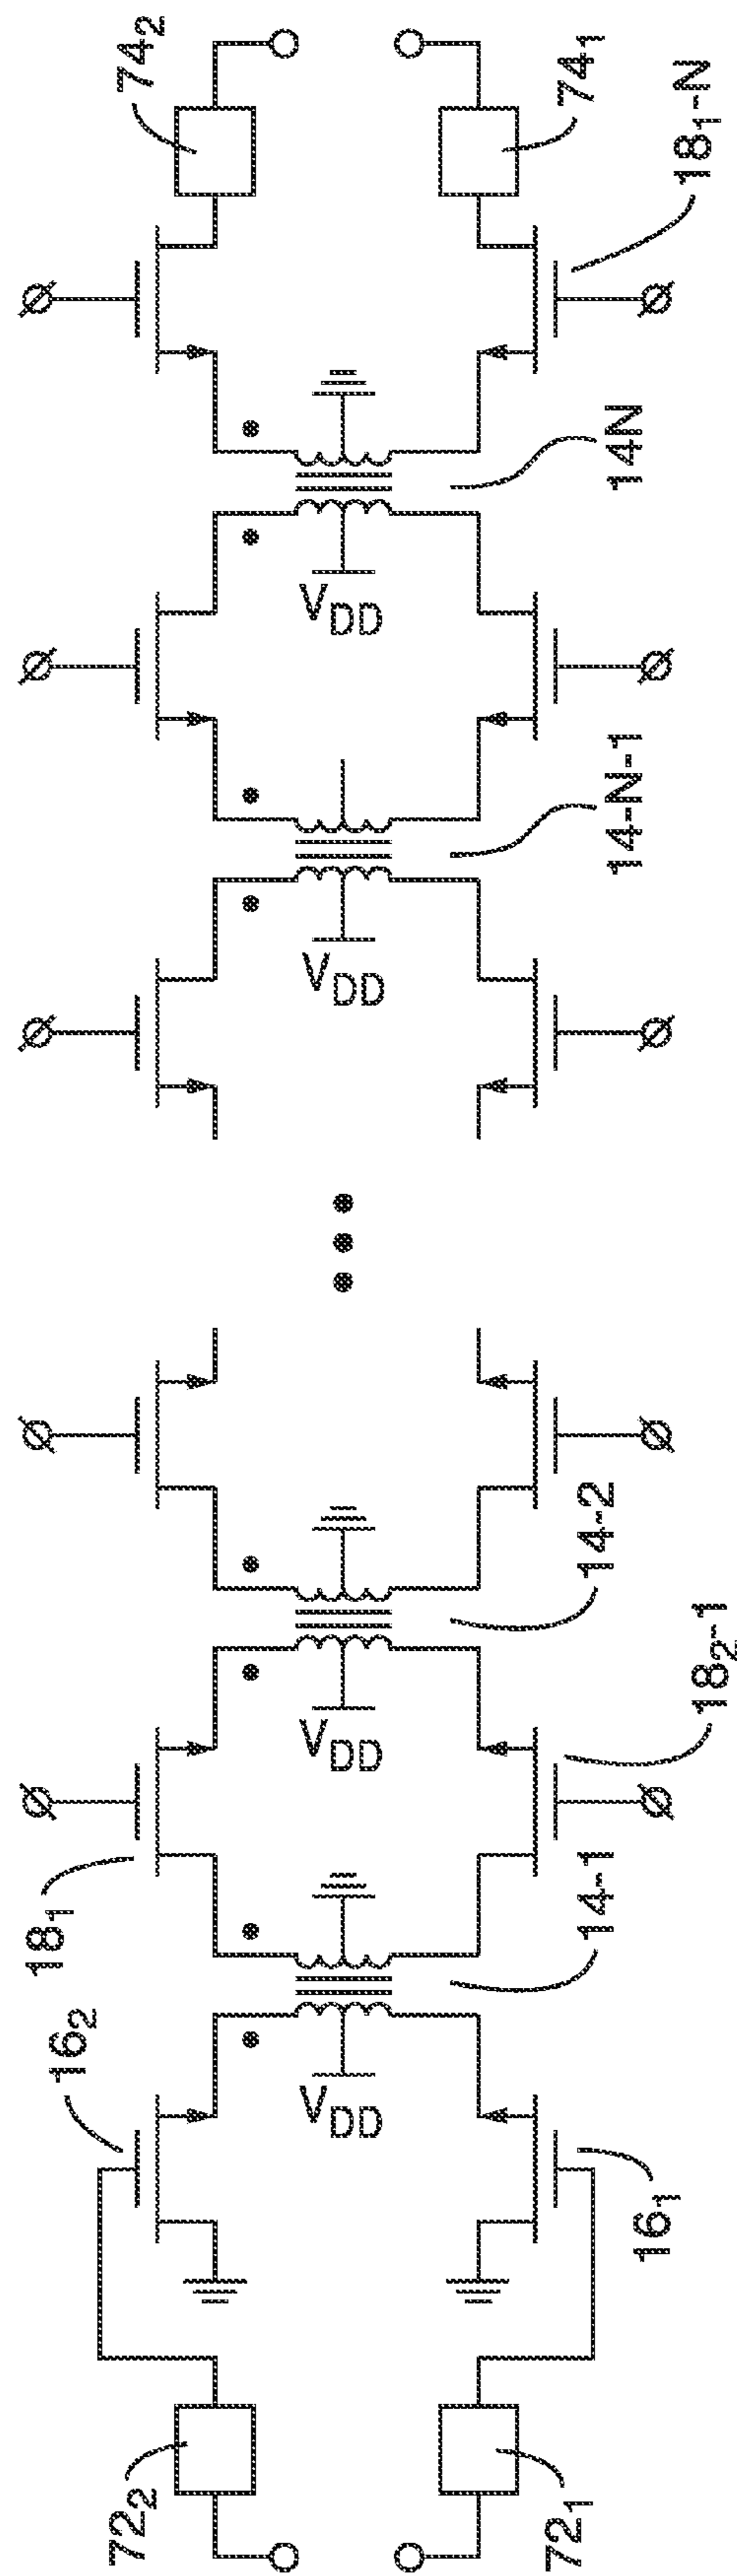 72₂
16₂
18₁
74₂
V_DD
V_DD
V_DD
V_DD
72₁
16₁
14-1
18₂-1
14-2
14-N-1
14N
74₁
18₁-N